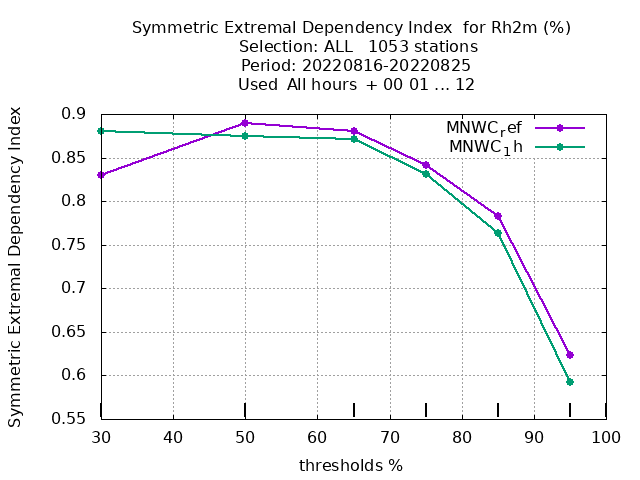 Symmetric Extremal Dependency Index  for Rh2m (%)
Selection: ALL   1053 stations
Period: 20220816-20220825
Used  All hours  + 00 01 ... 12
Symmetric Extremal Dependency Index
MNWC_ref
MNWC_1h
0.9
0.85
0.8
0.75
0.7
0.65
0.6
0.55
30 40 50 60 70 80 90 100
thresholds %